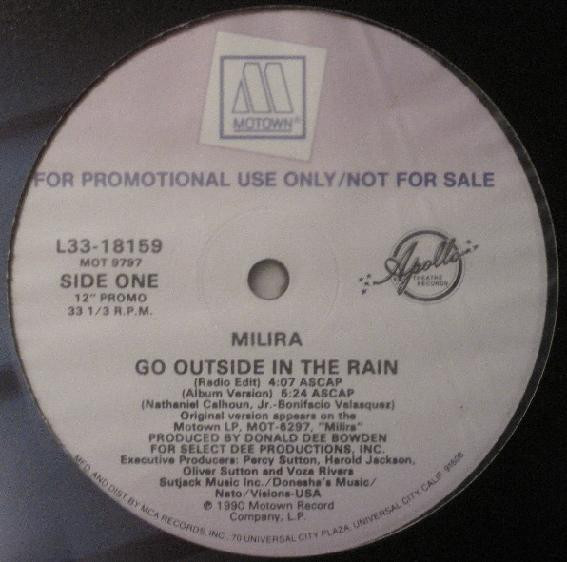 MOTOWN®
FOR PROMOTIONAL USE ONLY/NOT FOR SALE
L33-18159
MOT 9797
SIDE ONE
12" PROMO
33 1/3 R.P.M.
Apollo
THEATRE
RECORDS
MILIRA
GO OUTSIDE IN THE RAIN
(Radio Edit) 4:07 ASCAP
(Album Version) 5:24 ASCAP
(Nathaniel Calhoun, Jr.-Bonifacio Velasquez)
Original version appears on the
Motown LP, MOT-6297, "Milira"
PRODUCED BY DONALD DEE BOWDEN
FOR SELECT DEE PRODUCTIONS, INC.
Executive Producers: Percy Sutton, Harold Jackson,
Oliver Sutton and Voza Rivers
Sutjack Music Inc./Donesha's Music/
Nato/Visions-USA
℗ 1990 Motown Record
Company, L.P.
MFD. AND DIST. BY MCA RECORDS, INC., 70 UNIVERSAL CITY PLAZA, UNIVERSAL CITY, CALIF. 91608